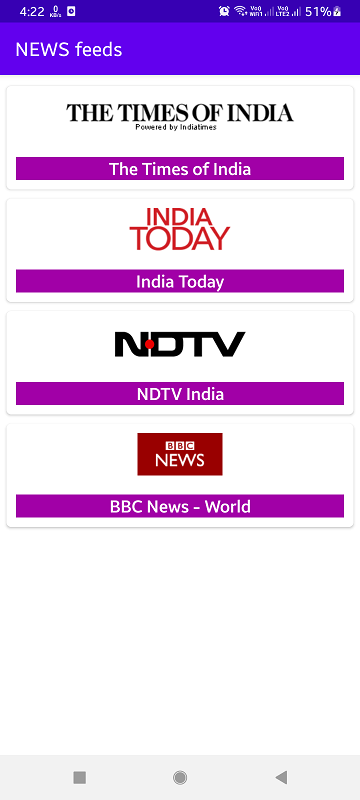 4:22 0 KB/s Vo) WiFi1 Vo) LTE2 51%
NEWS feeds
THE TIMES OF INDIA
Powered by Indiatimes
The Times of India
INDIA
TODAY
India Today
NDTV
NDTV India
BBC
NEWS
BBC News - World